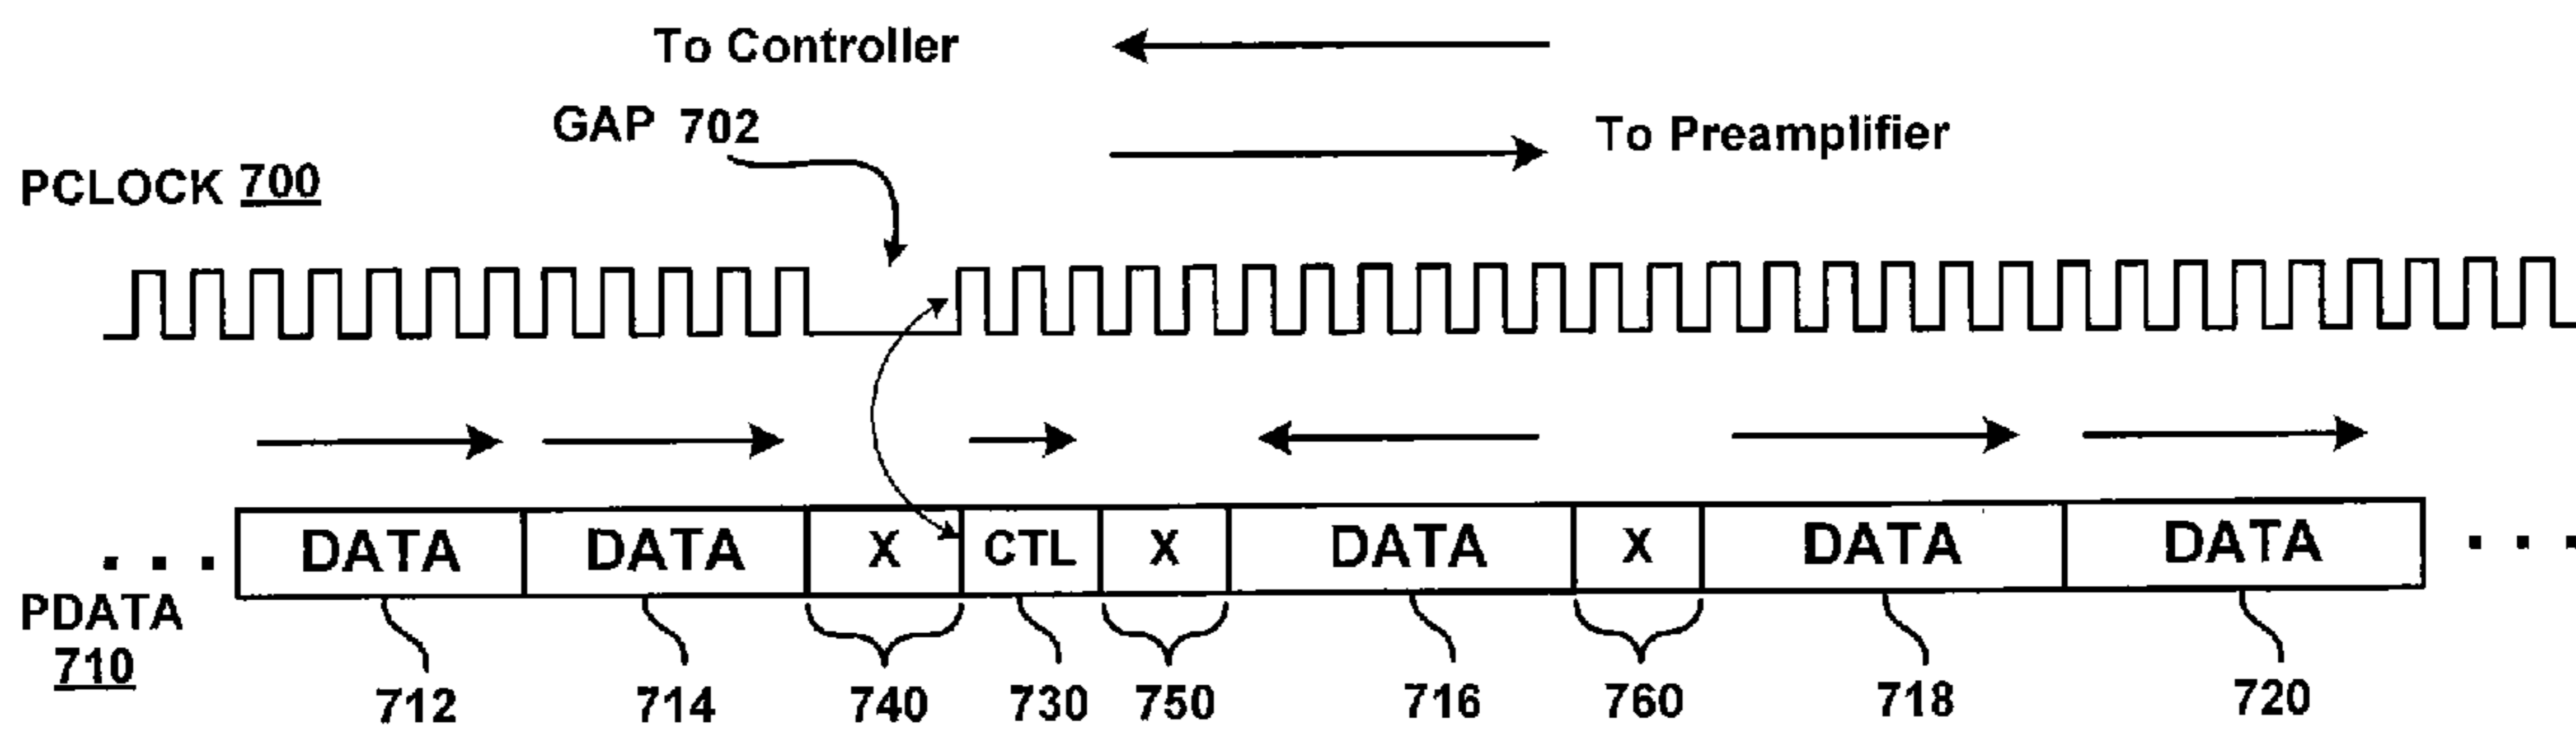 To Controller
GAP 702
To Preamplifier
PCLOCK 700
. . . DATA DATA X CTL X DATA X DATA DATA . . .
PDATA
710
712 714 740 730 750 716 760 718 720